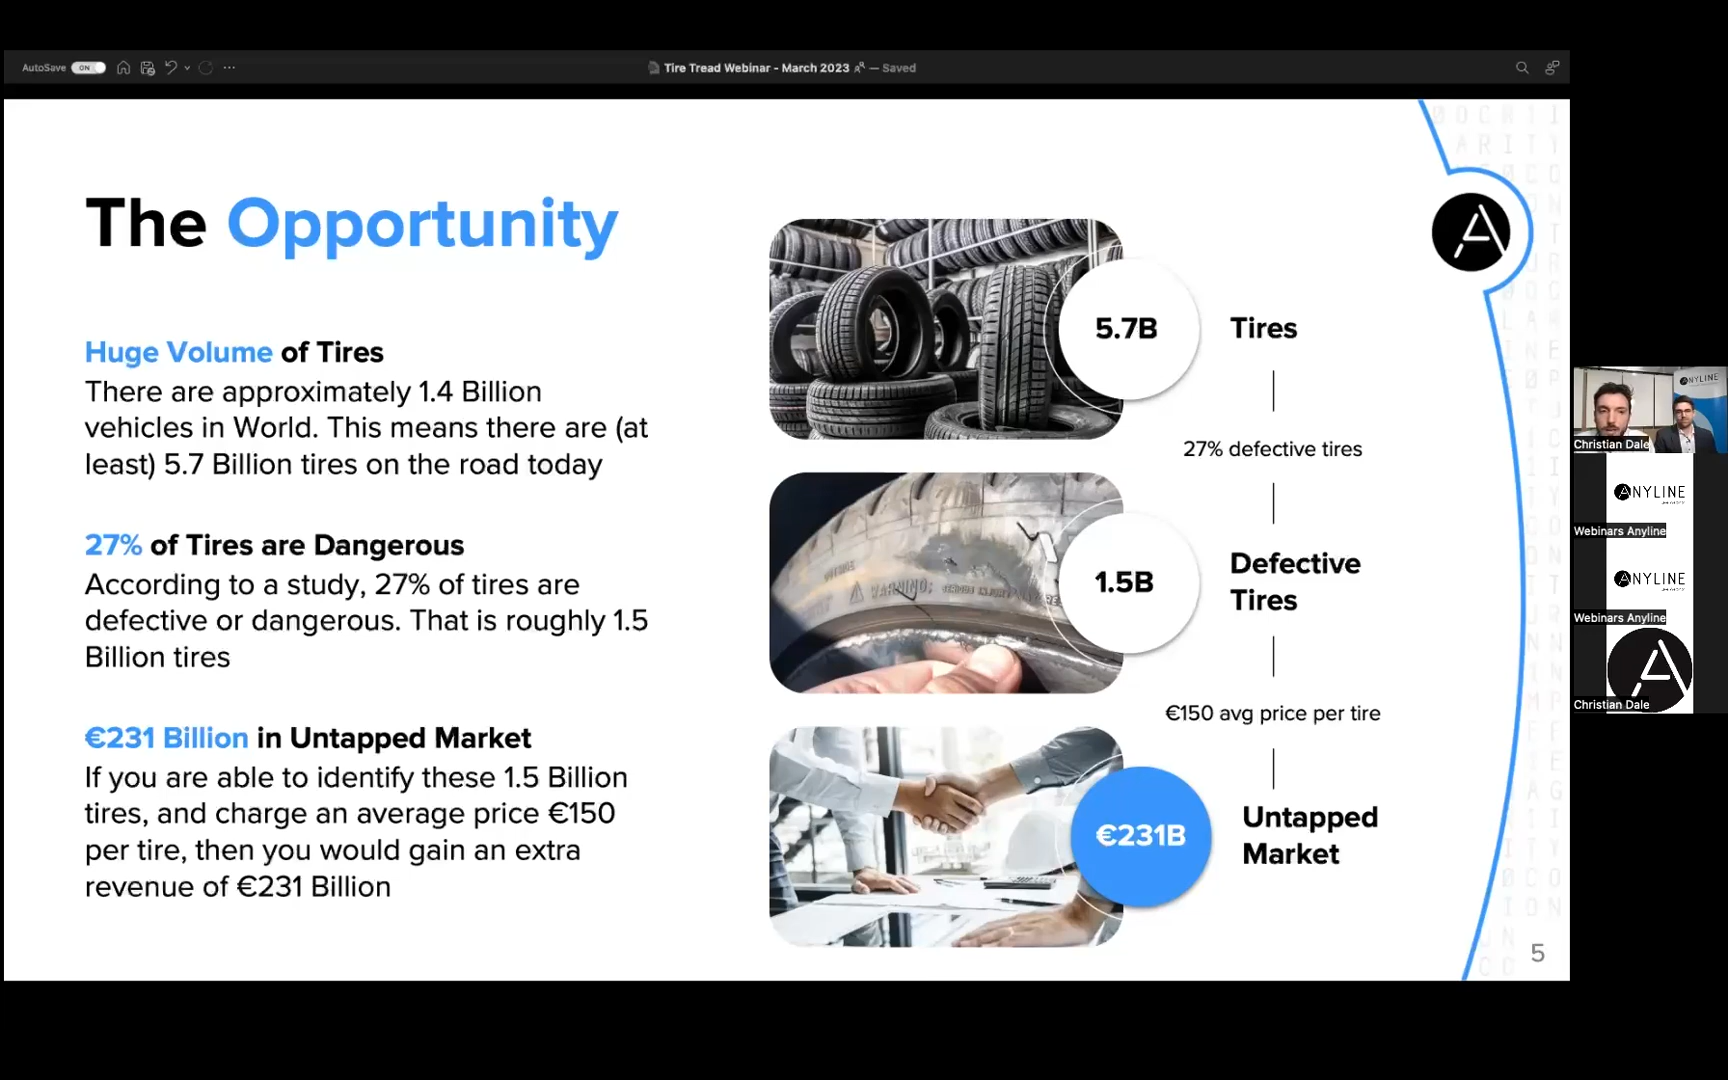 AutoSave ON
Tire Tread Webinar - March 2023 — Saved
The Opportunity
Huge Volume of Tires
There are approximately 1.4 Billion
vehicles in World. This means there are (at
least) 5.7 Billion tires on the road today
27% of Tires are Dangerous
According to a study, 27% of tires are
defective or dangerous. That is roughly 1.5
Billion tires
€231 Billion in Untapped Market
If you are able to identify these 1.5 Billion
tires, and charge an average price €150
per tire, then you would gain an extra
revenue of €231 Billion
5.7B
Tires
27% defective tires
WARNING:
1.5B
Defective
Tires
€150 avg price per tire
€231B
Untapped
Market
5
ANYLINE
Christian Dale
ANYLINE
Webinars Anyline
ANYLINE
Webinars Anyline
Christian Dale